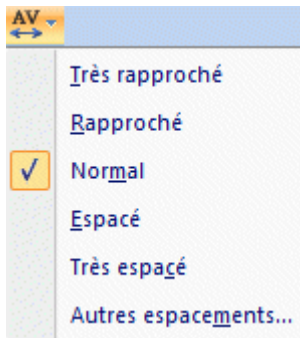 AV
Très rapproché
Rapproché
Normal
Espacé
Très espacé
Autres espacements...